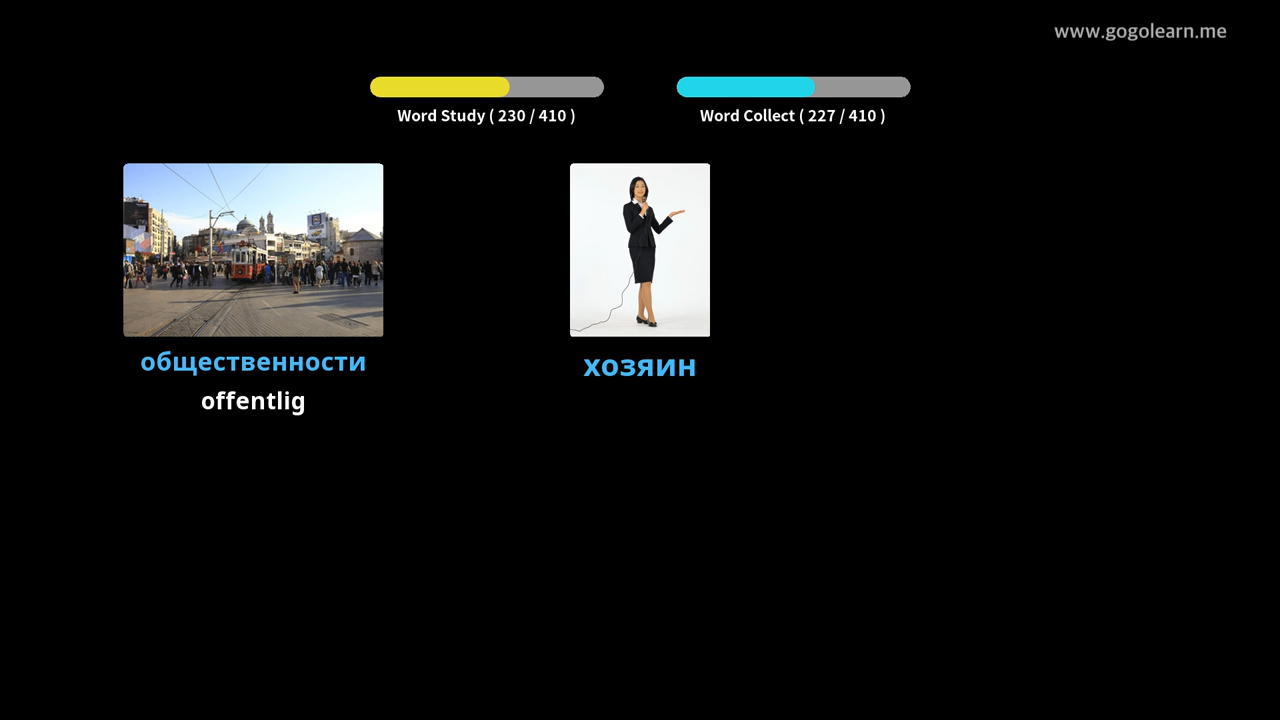 www.gogolearn.me
Word Study ( 230 / 410 )
Word Collect ( 227 / 410 )
общественности
offentlig
хозяин